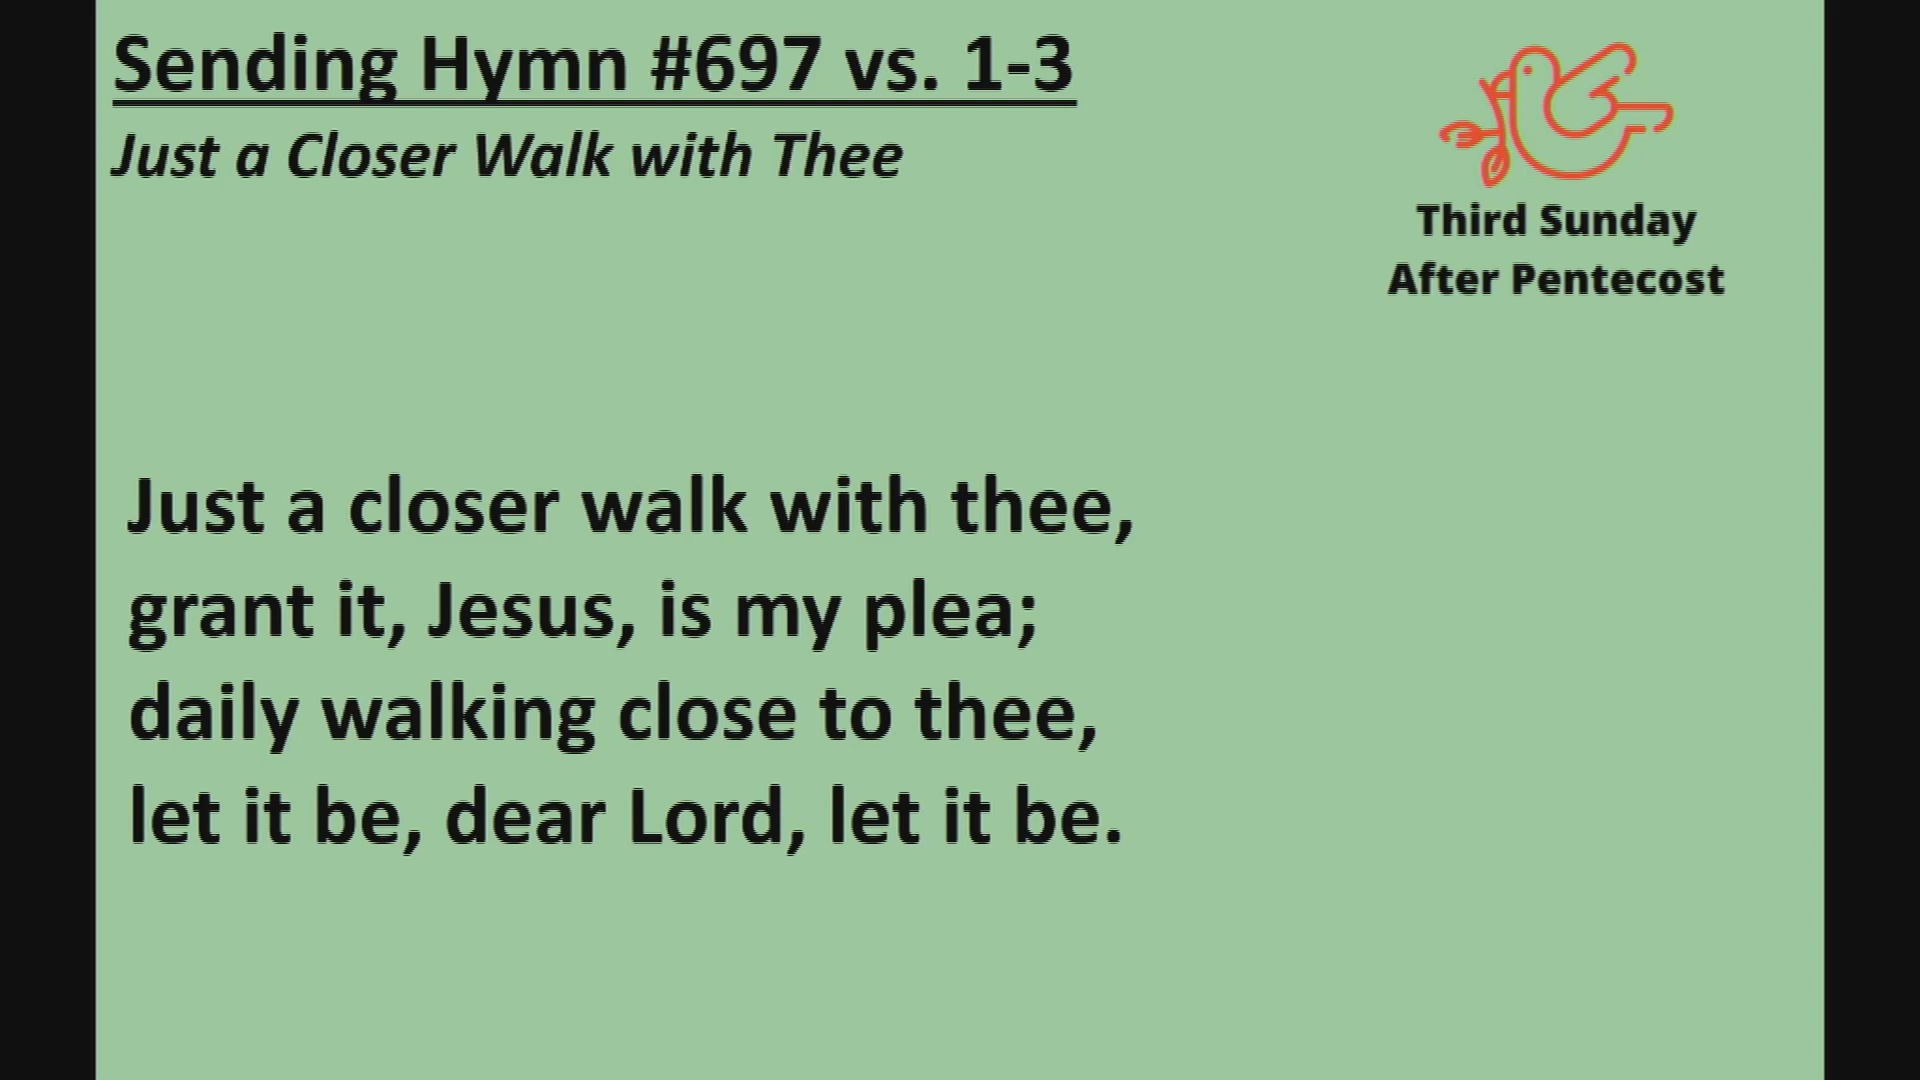 Sending Hymn #697 vs. 1-3
Just a Closer Walk with Thee
Third Sunday
After Pentecost
Just a closer walk with thee,
grant it, Jesus, is my plea;
daily walking close to thee,
let it be, dear Lord, let it be.